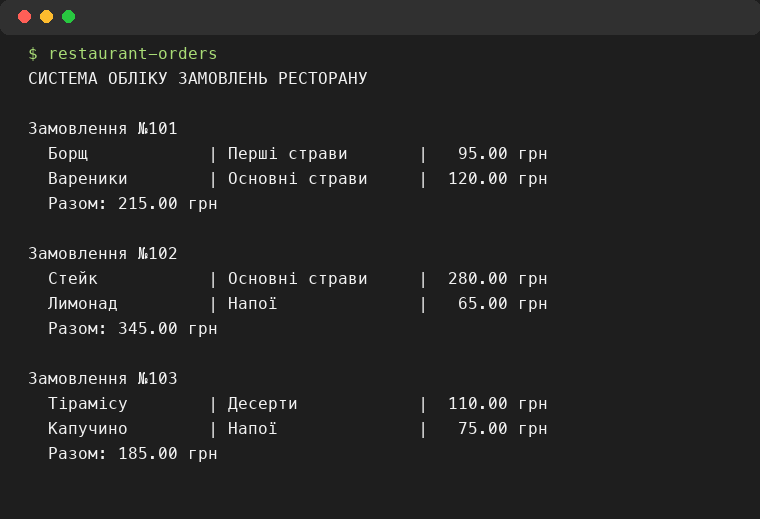 $ restaurant-orders
СИСТЕМА ОБЛІКУ ЗАМОВЛЕНЬ РЕСТОРАНУ
Замовлення №101
Борщ | Перші страви | 95.00 грн
Вареники | Основні страви | 120.00 грн
Разом: 215.00 грн
Замовлення №102
Стейк | Основні страви | 280.00 грн
Лимонад | Напої | 65.00 грн
Разом: 345.00 грн
Замовлення №103
Тірамісу | Десерти | 110.00 грн
Капучино | Напої | 75.00 грн
Разом: 185.00 грн